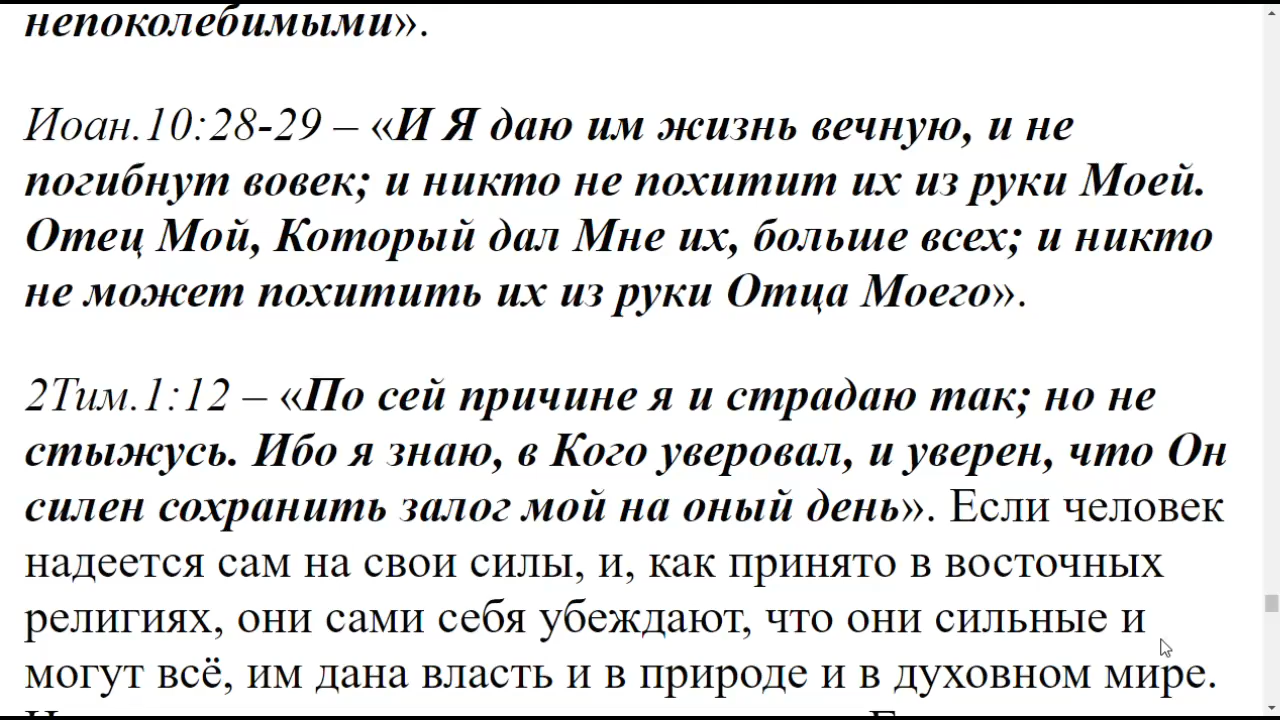 непоколебимыми».
Иоан.10:28-29 – «И Я даю им жизнь вечную, и не
погибнут вовек; и никто не похитит их из руки Моей.
Отец Мой, Который дал Мне их, больше всех; и никто
не может похитить их из руки Отца Моего».
2Тим.1:12 – «По сей причине я и страдаю так; но не
стыжусь. Ибо я знаю, в Кого уверовал, и уверен, что Он
силен сохранить залог мой на оный день». Если человек
надеется сам на свои силы, и, как принято в восточных
религиях, они сами себя убеждают, что они сильные и
могут всё, им дана власть и в природе и в духовном мире.